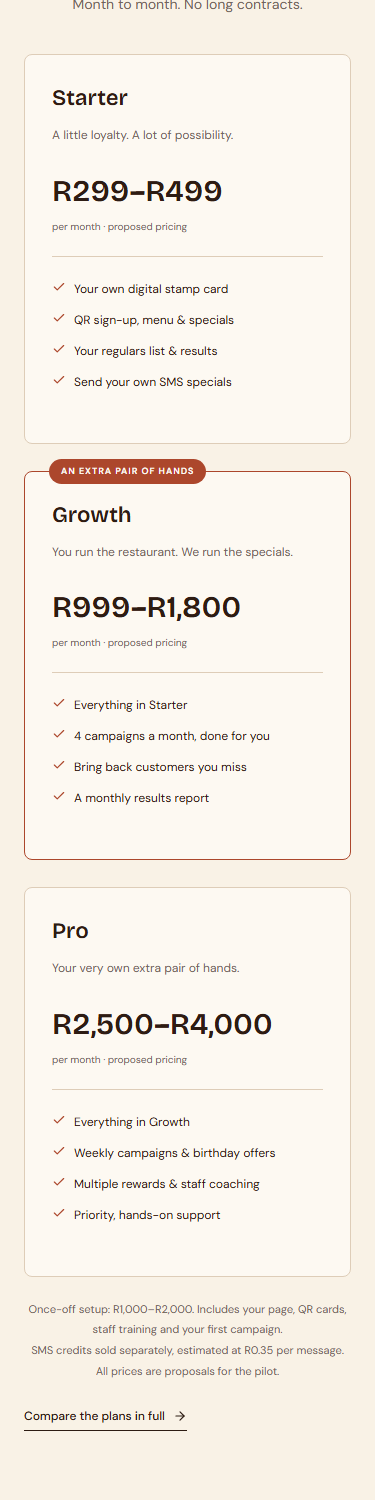 Month to month. No long contracts.
Starter
A little loyalty. A lot of possibility.
R299–R499
per month · proposed pricing
Your own digital stamp card
QR sign-up, menu & specials
Your regulars list & results
Send your own SMS specials
AN EXTRA PAIR OF HANDS
Growth
You run the restaurant. We run the specials.
R999–R1,800
per month · proposed pricing
Everything in Starter
4 campaigns a month, done for you
Bring back customers you miss
A monthly results report
Pro
Your very own extra pair of hands.
R2,500–R4,000
per month · proposed pricing
Everything in Growth
Weekly campaigns & birthday offers
Multiple rewards & staff coaching
Priority, hands-on support
Once-off setup: R1,000–R2,000. Includes your page, QR cards,
staff training and your first campaign.
SMS credits sold separately, estimated at R0.35 per message.
All prices are proposals for the pilot.
Compare the plans in full →